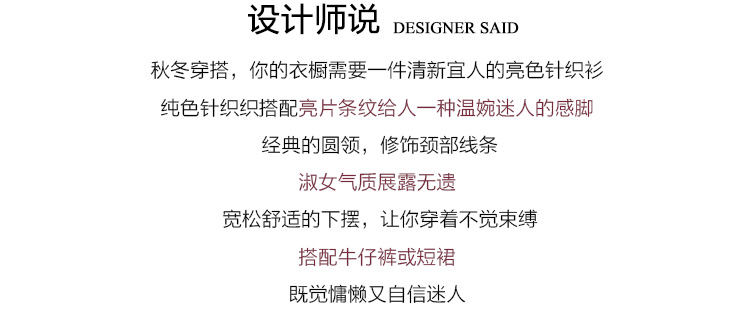 设计师说 DESIGNER SAID
秋冬穿搭，你的衣橱需要一件清新宜人的亮色针织衫
纯色针织织搭配亮片条纹给人一种温婉迷人的感脚
经典的圆领，修饰颈部线条
淑女气质展露无遗
宽松舒适的下摆，让你穿着不觉束缚
搭配牛仔裤或短裙
既觉慵懒又自信迷人